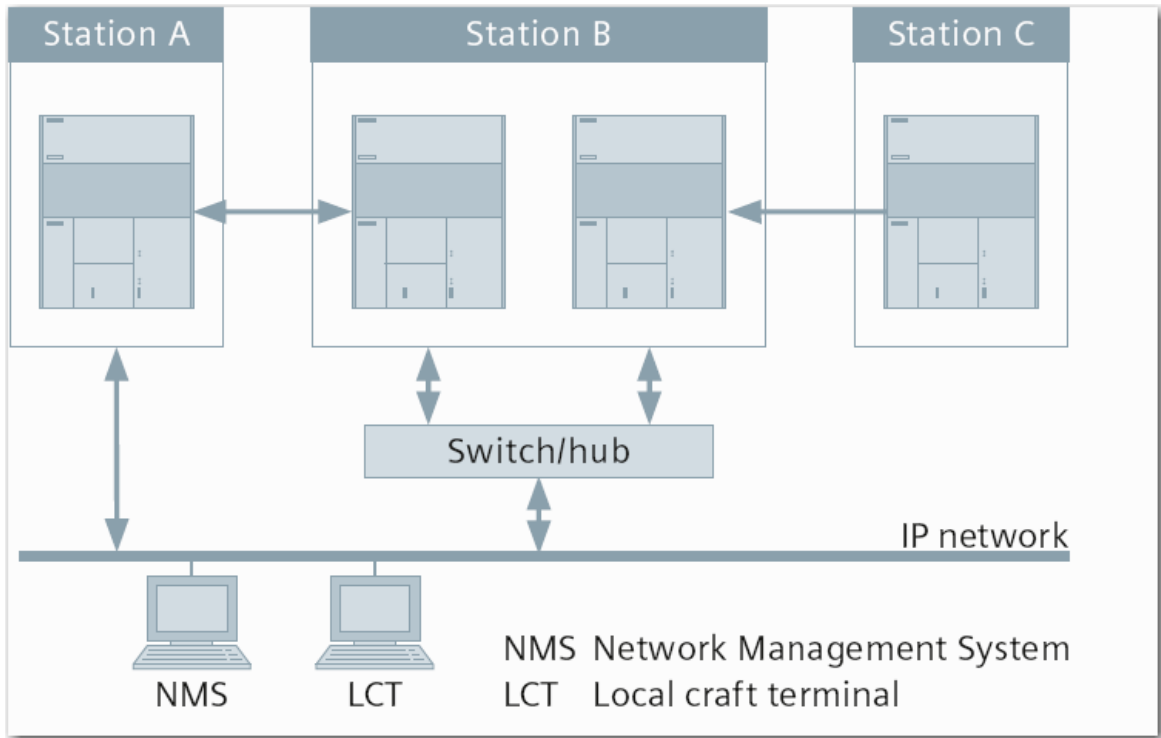 Station A
Station B
Station C
Switch/hub
IP network
NMS
LCT
NMS Network Management System
LCT Local craft terminal